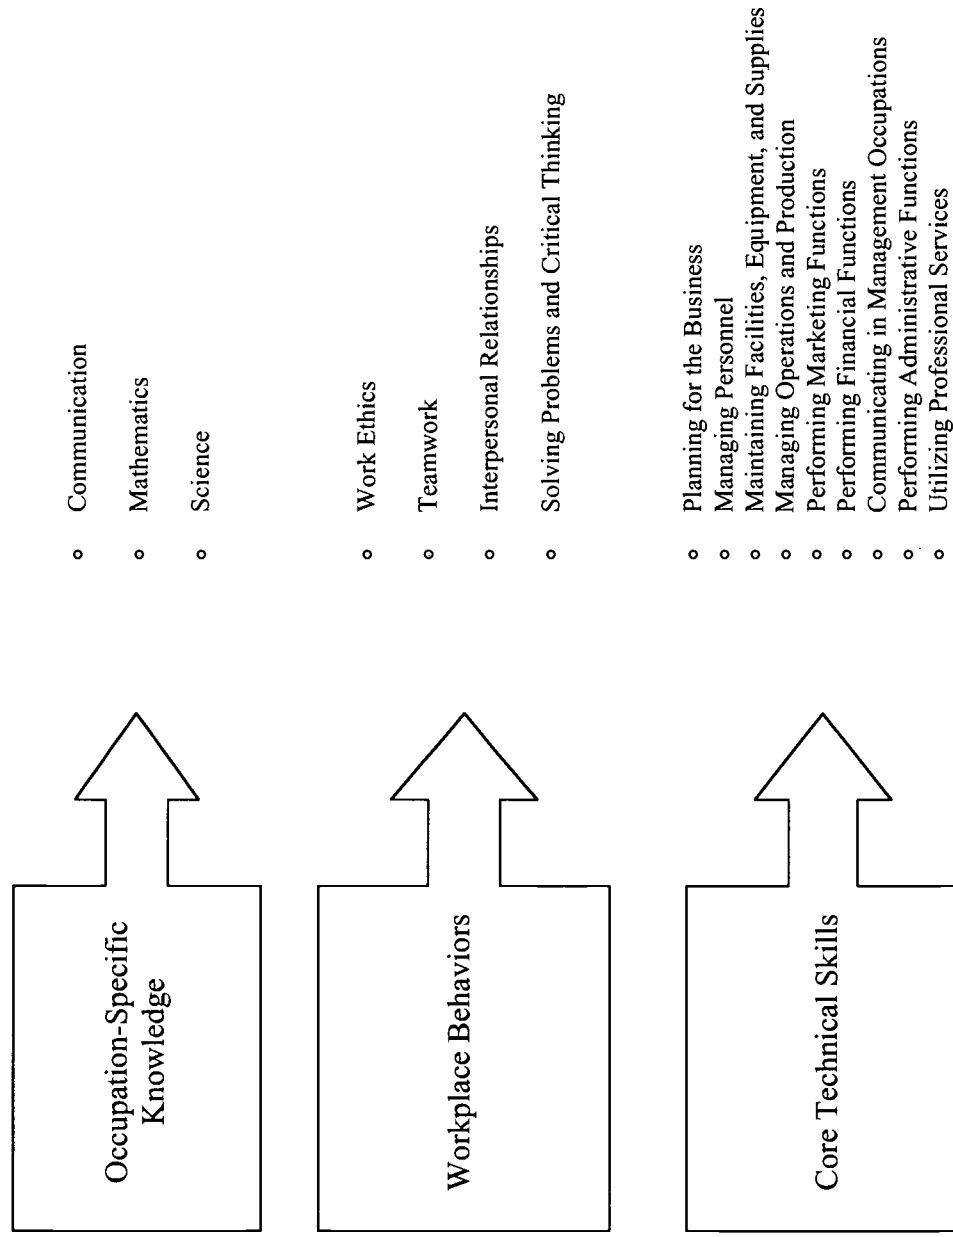 Occupation-Specific
Knowledge
Communication
Mathematics
Science
Workplace Behaviors
Work Ethics
Teamwork
Interpersonal Relationships
Solving Problems and Critical Thinking
Core Technical Skills
Planning for the Business
Managing Personnel
Maintaining Facilities, Equipment, and Supplies
Managing Operations and Production
Performing Marketing Functions
Performing Financial Functions
Communicating in Management Occupations
Performing Administrative Functions
Utilizing Professional Services